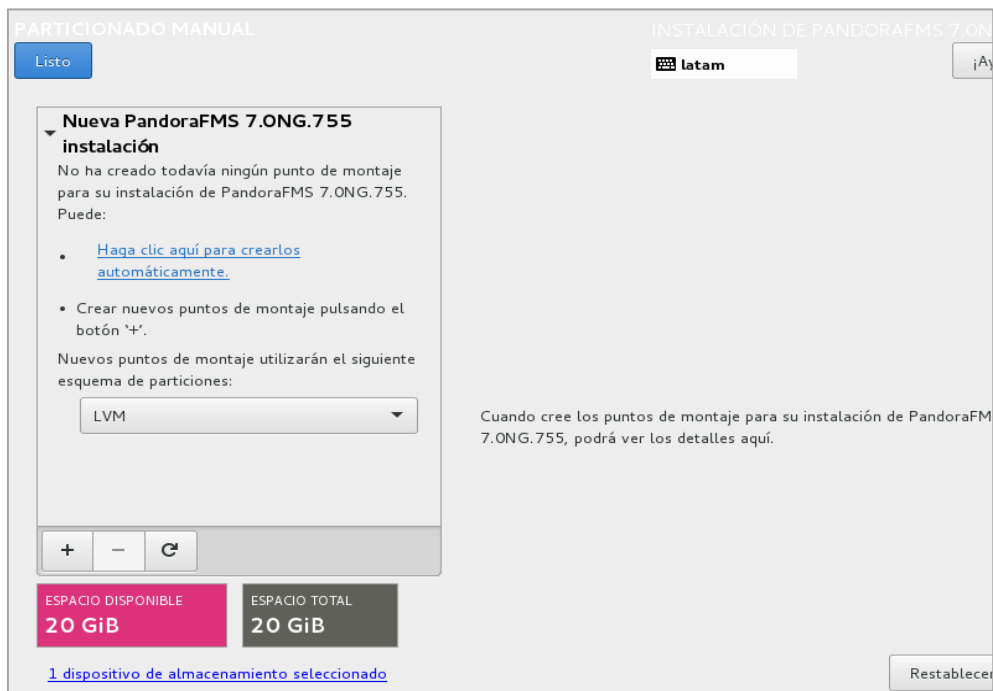 PARTICIONADO MANUAL
INSTALACIÓN DE PANDORAFMS 7.0N
Listo
latam
¡Ay
Nueva PandoraFMS 7.0NG.755
instalación
No ha creado todavía ningún punto de montaje
para su instalación de PandoraFMS 7.0NG.755.
Puede:
• Haga clic aquí para crearlos
automáticamente.
• Crear nuevos puntos de montaje pulsando el
botón '+'.
Nuevos puntos de montaje utilizarán el siguiente
esquema de particiones:
LVM
Cuando cree los puntos de montaje para su instalación de PandoraFM
7.0NG.755, podrá ver los detalles aquí.
+ −
ESPACIO DISPONIBLE
20 GiB
ESPACIO TOTAL
20 GiB
1 dispositivo de almacenamiento seleccionado
Restablecer